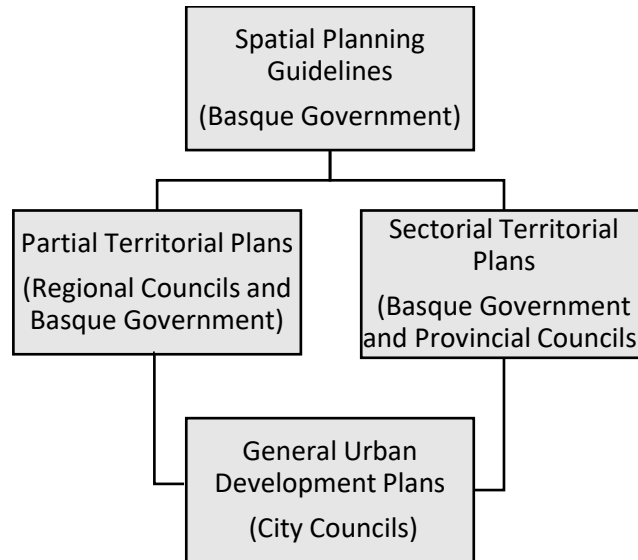 Spatial Planning
Guidelines
(Basque Government)
Partial Territorial Plans
(Regional Councils and
Basque Government)
Sectorial Territorial
Plans
(Basque Government
and Provincial Councils
General Urban
Development Plans
(City Councils)